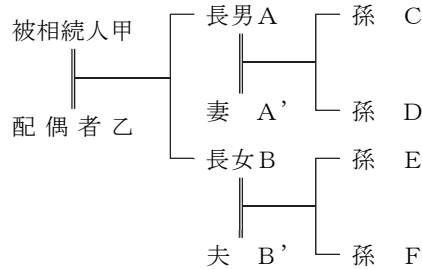 長男A 孫 C
被相続人甲
妻 A’ 孫 D
配偶者乙
長女B 孫 E
夫 B’ 孫 F